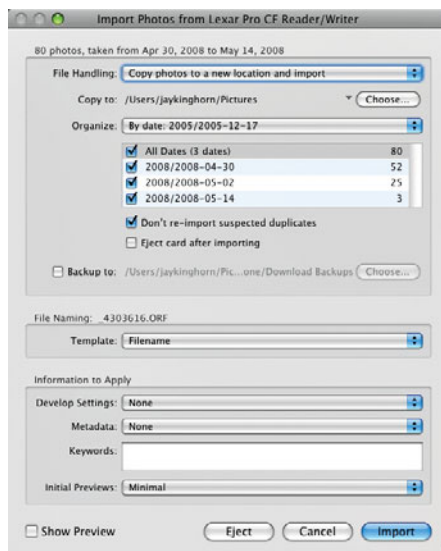 Import Photos from Lexar Pro CF Reader/Writer
80 photos, taken from Apr 30, 2008 to May 14, 2008
File Handling: Copy photos to a new location and import
Copy to: /Users/jaykinghorn/Pictures Choose...
Organize: By date: 2005/2005-12-17
All Dates (3 dates) 80
2008/2008-04-30 52
2008/2008-05-02 25
2008/2008-05-14 3
Don't re-import suspected duplicates
Eject card after importing
Backup to: /Users/jaykinghorn/Pic...one/Download Backups Choose...
File Naming: _4303616.ORF
Template: Filename
Information to Apply
Develop Settings: None
Metadata: None
Keywords:
Initial Previews: Minimal
Show Preview Eject Cancel Import